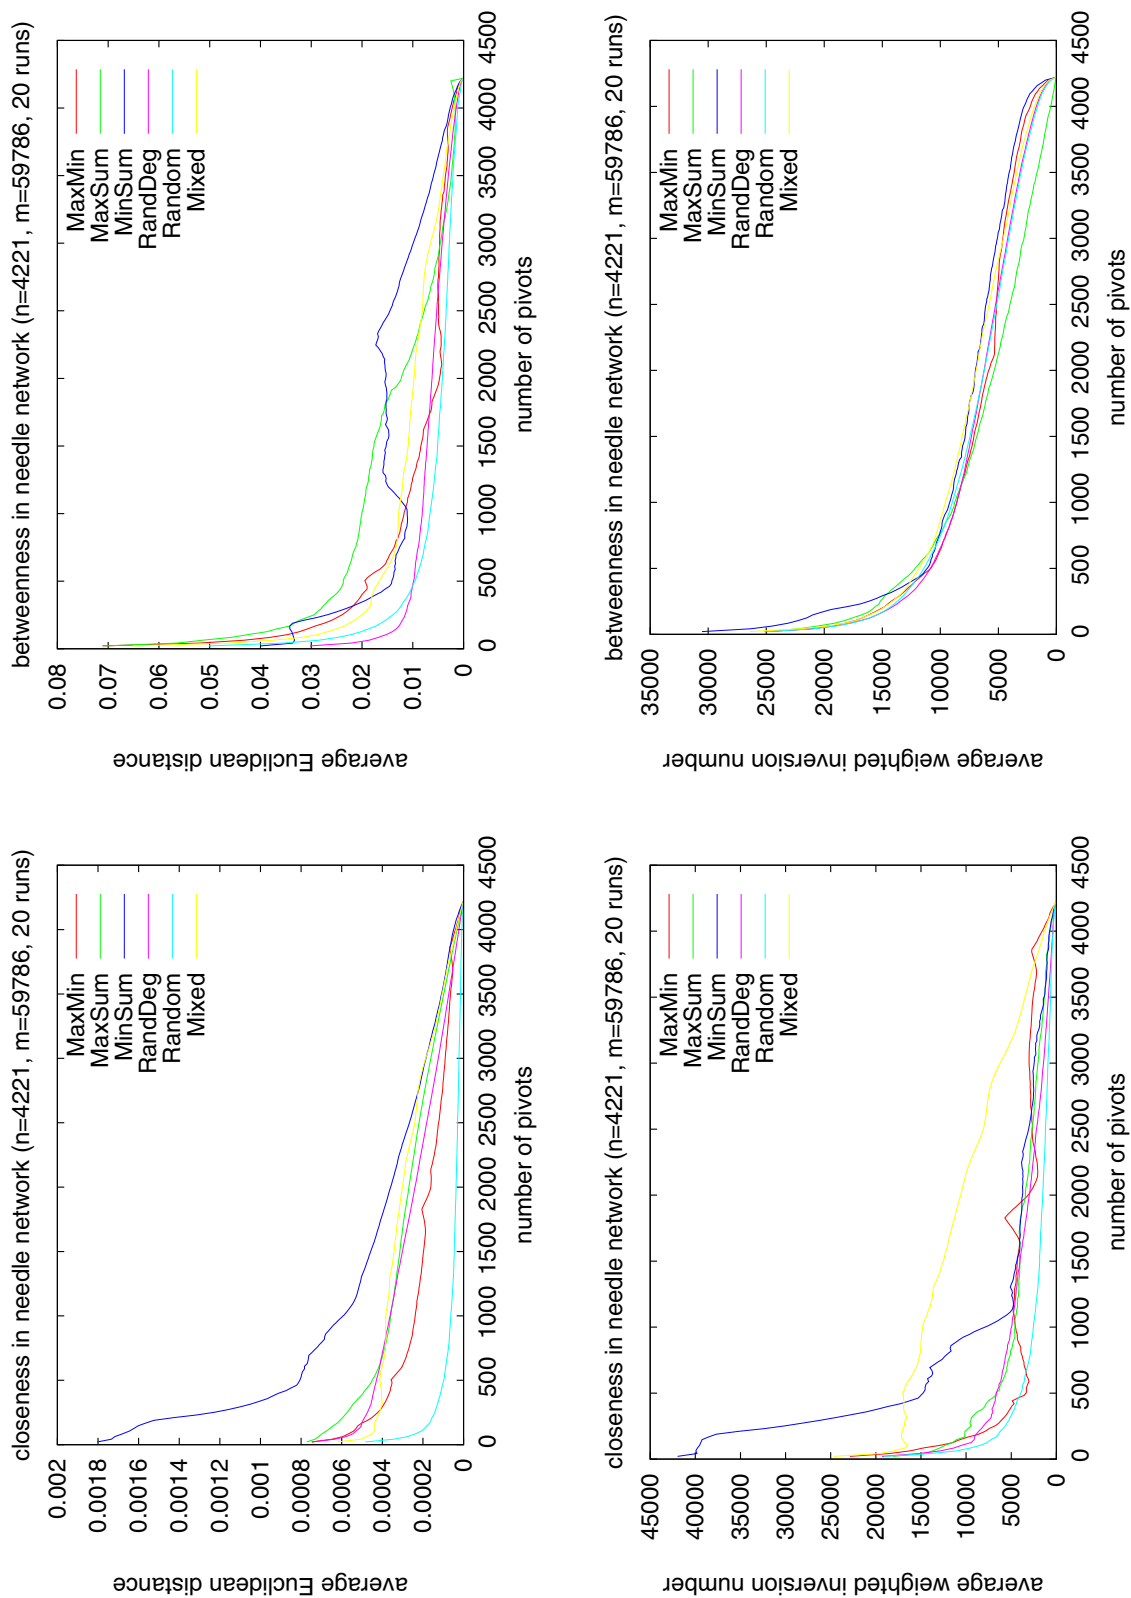 closeness in needle network (n=4221, m=59786, 20 runs)
average Euclidean distance
0.002
0.0018
0.0016
0.0014
0.0012
0.001
0.0008
0.0006
0.0004
0.0002
0
0 500 1000 1500 2000 2500 3000 3500 4000 4500
number of pivots
MaxMin
MaxSum
MinSum
RandDeg
Random
Mixed
betweenness in needle network (n=4221, m=59786, 20 runs)
average Euclidean distance
0.08
0.07
0.06
0.05
0.04
0.03
0.02
0.01
0
0 500 1000 1500 2000 2500 3000 3500 4000 4500
number of pivots
MaxMin
MaxSum
MinSum
RandDeg
Random
Mixed
closeness in needle network (n=4221, m=59786, 20 runs)
average weighted inversion number
45000
40000
35000
30000
25000
20000
15000
10000
5000
0
0 500 1000 1500 2000 2500 3000 3500 4000 4500
number of pivots
MaxMin
MaxSum
MinSum
RandDeg
Random
Mixed
betweenness in needle network (n=4221, m=59786, 20 runs)
average weighted inversion number
35000
30000
25000
20000
15000
10000
5000
0
0 500 1000 1500 2000 2500 3000 3500 4000 4500
number of pivots
MaxMin
MaxSum
MinSum
RandDeg
Random
Mixed